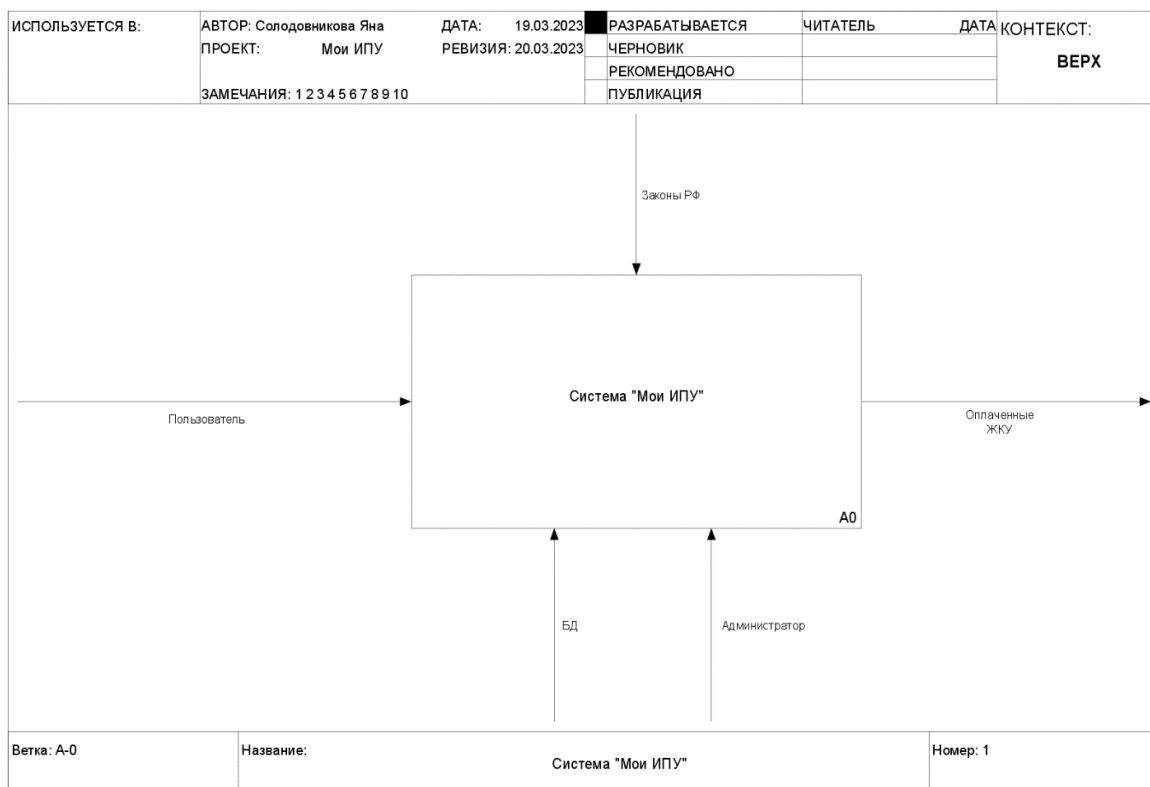 ИСПОЛЬЗУЕТСЯ В:
АВТОР: Солодовникова Яна
ДАТА: 19.03.2023
РАЗРАБАТЫВАЕТСЯ
ЧИТАТЕЛЬ
ДАТА
КОНТЕКСТ:
ПРОЕКТ: Мои ИПУ
РЕВИЗИЯ: 20.03.2023
ЧЕРНОВИК
ВЕРХ
РЕКОМЕНДОВАНО
ЗАМЕЧАНИЯ: 1 2 3 4 5 6 7 8 9 10
ПУБЛИКАЦИЯ
Законы РФ
Система "Мои ИПУ"
Пользователь
Оплаченные
ЖКУ
A0
БД
Администратор
Ветка: A-0
Название:
Система "Мои ИПУ"
Номер: 1